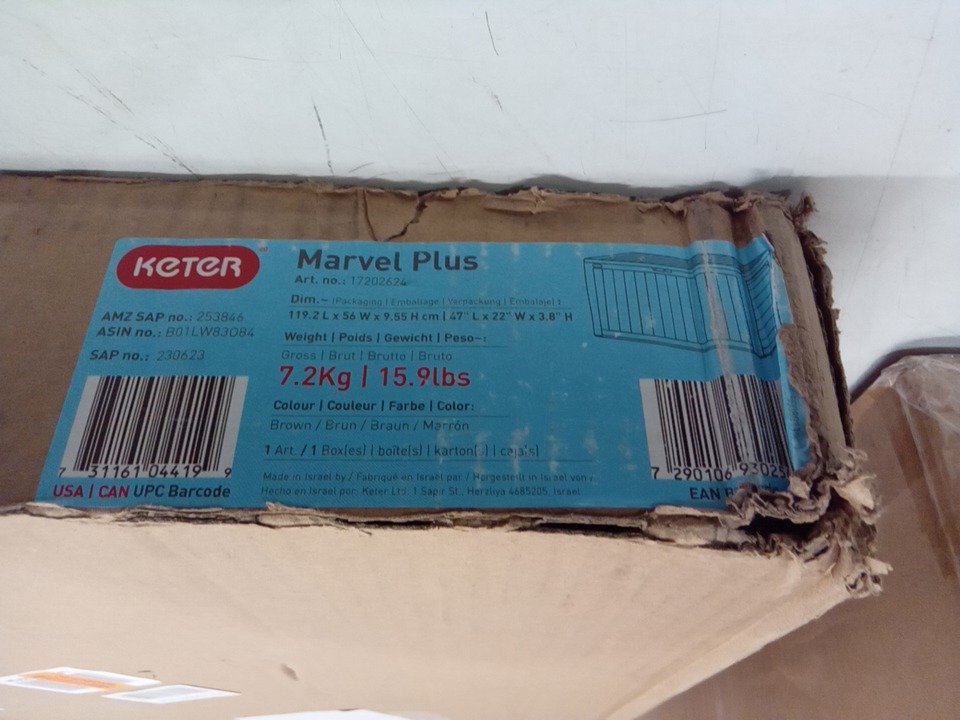 KETER
Marvel Plus
Art. no.: 17202624
Dim.~ (Packaging | Emballage | Verpackung | Embalaje) :
119.2 L x 56 W x 9.55 H cm | 47" L x 22" W x 3.8" H
AMZ SAP no.: 253846
ASIN no.: B01LW83O84
SAP no.: 230623
Weight | Poids | Gewicht | Peso~:
Gross | Brut | Brutto | Bruto
7.2Kg | 15.9lbs
Colour | Couleur | Farbe | Color:
Brown / Brun / Braun / Marrón
1 Art. / 1 Box(es) | boîte(s) | karton(s) | caja(s)
7 31161 04419 9
USA | CAN UPC Barcode
Made in Israel by / Fabriqué en Israël par / Hergestellt in Israel von /
Hecho en Israel por: Keter Ltd. 1 Sapir St., Herzliya 4685205, Israel
7 290106 93025
EAN